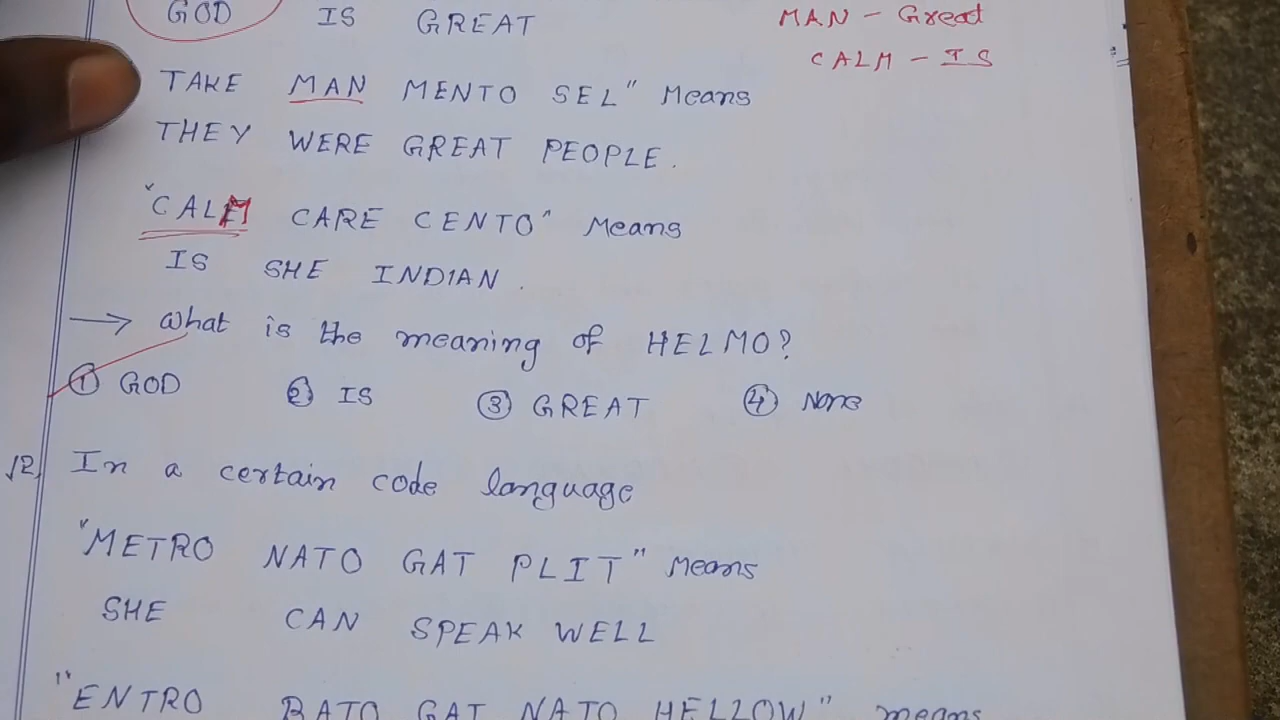 GOD IS GREAT
MAN - Great
CALM - IS
TAKE MAN MENTO SEL" Means
THEY WERE GREAT PEOPLE.
"CALM CARE CENTO" Means
IS SHE INDIAN.
→ What is the meaning of HELMO?
① GOD ② IS ③ GREAT ④ None
12) In a certain code language
"METRO NATO GAT PLIT" Means
SHE CAN SPEAK WELL
"ENTRO BATO GAT NATO HELLOW" means